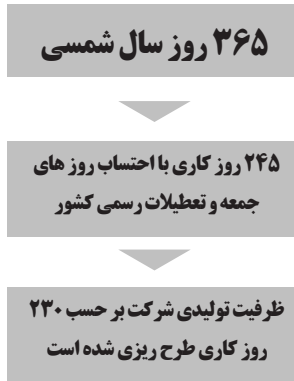 ۳۶۵ روز سال شمسی
۲۴۵ روز کاری با احتساب روز های
جمعه و تعطیلات رسمی کشور
ظرفیت تولیدی شرکت بر حسب ۲۳۰
روز کاری طرح ریزی شده است